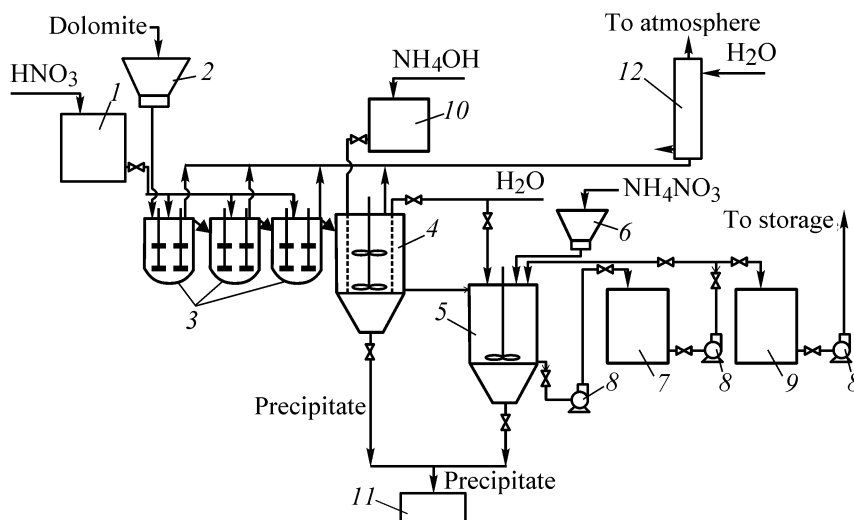 To atmosphere
Dolomite
H2O
HNO3
NH4OH
12
1
2
10
H2O
NH4NO3
To storage
4
6
3
5
7
8
9
8
8
Precipitate
Precipitate
11